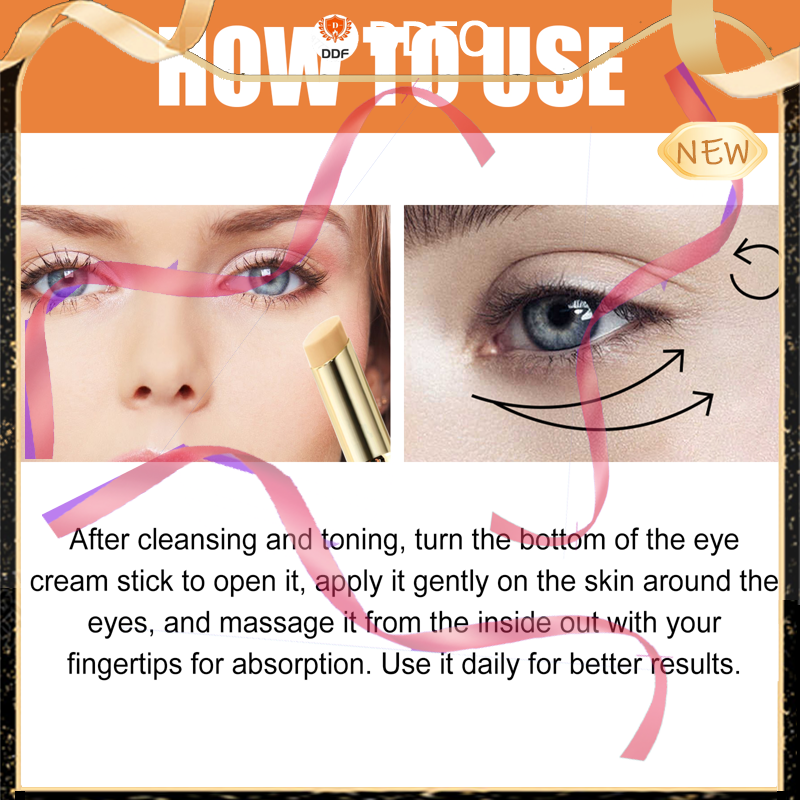 HOW TO USE
DDF
DDFO
NEW
After cleansing and toning, turn the bottom of the eye
cream stick to open it, apply it gently on the skin around the
eyes, and massage it from the inside out with your
fingertips for absorption. Use it daily for better results.